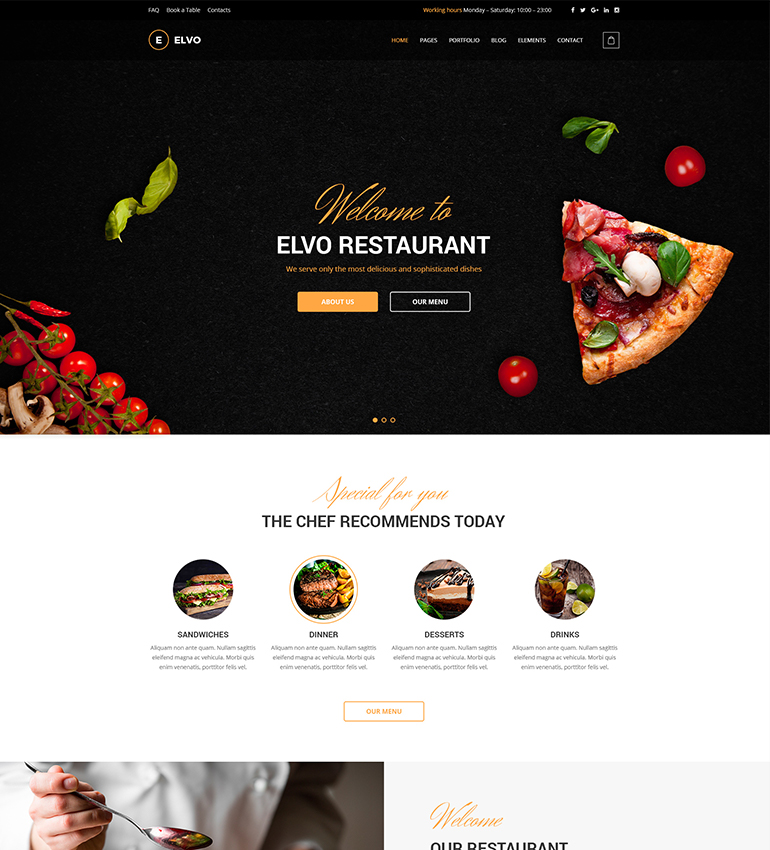 FAQ Book a Table Contacts
Working hours Monday – Saturday: 10:00 – 23:00
E ELVO
HOME PAGES PORTFOLIO BLOG ELEMENTS CONTACT
Welcome to
ELVO RESTAURANT
We serve only the most delicious and sophisticated dishes
ABOUT US
OUR MENU
Special for you
THE CHEF RECOMMENDS TODAY
SANDWICHES
Aliquam non ante quam. Nullam sagittis
eleifend magna ac vehicula. Morbi quis
enim venenatis, porttitor felis vel.
DINNER
Aliquam non ante quam. Nullam sagittis
eleifend magna ac vehicula. Morbi quis
enim venenatis, porttitor felis vel.
DESSERTS
Aliquam non ante quam. Nullam sagittis
eleifend magna ac vehicula. Morbi qui
enim venenatis, porttitor felis vel.
DRINKS
Aliquam non ante quam. Nullam sagittis
eleifend magna ac vehicula. Morbi quis
enim venenatis, porttitor felis vel.
OUR MENU
Welcome
OUR RESTAURANT